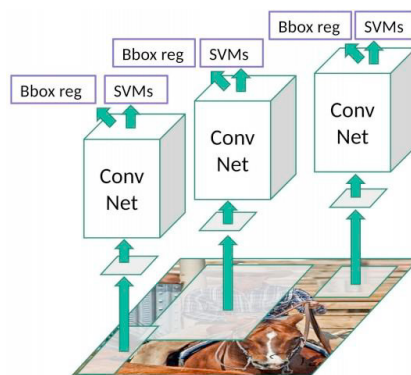 Bbox reg SVMs
Conv
Net
Bbox reg SVMs
Conv
Net
Bbox reg SVMs
Conv
Net